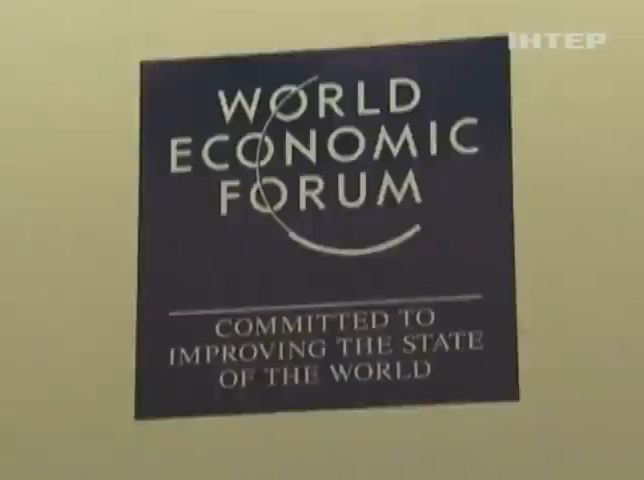 ІНТЕР
WORLD
ECONOMIC
FORUM
COMMITTED TO
IMPROVING THE STATE
OF THE WORLD